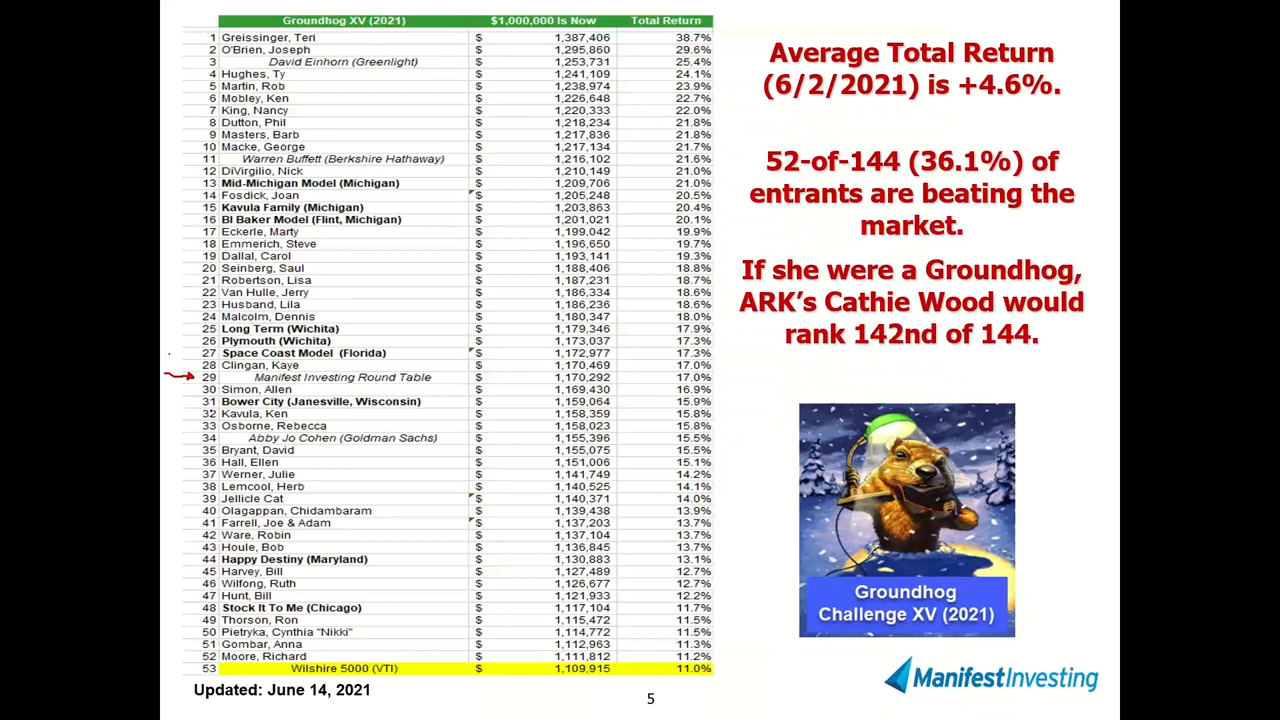 Groundhog XV (2021) $1,000,000 Is Now Total Return
1 Greissinger, Teri $ 1,387,406 38.7%
2 O'Brien, Joseph $ 1,295,860 29.6%
3 David Einhorn (Greenlight) $ 1,253,731 25.4%
4 Hughes, Ty $ 1,241,109 24.1%
5 Martin, Rob $ 1,238,974 23.9%
6 Mobley, Ken $ 1,226,648 22.7%
7 King, Nancy $ 1,220,333 22.0%
8 Dutton, Phil $ 1,218,234 21.8%
9 Masters, Barb $ 1,217,836 21.8%
10 Macke, George $ 1,217,134 21.7%
11 Warren Buffett (Berkshire Hathaway) $ 1,216,102 21.6%
12 DiVirgilio, Nick $ 1,210,149 21.0%
13 Mid-Michigan Model (Michigan) $ 1,209,706 21.0%
14 Fosdick, Joan $ 1,205,248 20.5%
15 Kavula Family (Michigan) $ 1,203,863 20.4%
16 BI Baker Model (Flint, Michigan) $ 1,201,021 20.1%
17 Eckerle, Marty $ 1,199,042 19.9%
18 Emmerich, Steve $ 1,196,650 19.7%
19 Dallal, Carol $ 1,193,141 19.3%
20 Seinberg, Saul $ 1,188,406 18.8%
21 Robertson, Lisa $ 1,187,231 18.7%
22 Van Hulle, Jerry $ 1,186,334 18.6%
23 Husband, Lila $ 1,186,236 18.6%
24 Malcolm, Dennis $ 1,180,347 18.0%
25 Long Term (Wichita) $ 1,179,346 17.9%
26 Plymouth (Wichita) $ 1,173,037 17.3%
27 Space Coast Model (Florida) $ 1,172,977 17.3%
28 Clingan, Kaye $ 1,170,469 17.0%
29 Manifest Investing Round Table $ 1,170,292 17.0%
30 Simon, Allen $ 1,169,430 16.9%
31 Bower City (Janesville, Wisconsin) $ 1,159,064 15.9%
32 Kavula, Ken $ 1,158,359 15.8%
33 Osborne, Rebecca $ 1,158,023 15.8%
34 Abby Jo Cohen (Goldman Sachs) $ 1,155,396 15.5%
35 Bryant, David $ 1,155,075 15.5%
36 Hall, Ellen $ 1,151,006 15.1%
37 Werner, Julie $ 1,141,749 14.2%
38 Lemcool, Herb $ 1,140,525 14.1%
39 Jellicle Cat $ 1,140,371 14.0%
40 Olagappan, Chidambaram $ 1,139,438 13.9%
41 Farrell, Joe & Adam $ 1,137,203 13.7%
42 Ware, Robin $ 1,137,104 13.7%
43 Houle, Bob $ 1,136,845 13.7%
44 Happy Destiny (Maryland) $ 1,130,883 13.1%
45 Harvey, Bill $ 1,127,489 12.7%
46 Wilfong, Ruth $ 1,126,677 12.7%
47 Hunt, Bill $ 1,121,933 12.2%
48 Stock It To Me (Chicago) $ 1,117,104 11.7%
49 Thorson, Ron $ 1,115,472 11.5%
50 Pietryka, Cynthia "Nikki" $ 1,114,772 11.5%
51 Gombar, Anna $ 1,112,963 11.3%
52 Moore, Richard $ 1,111,812 11.2%
53 Wilshire 5000 (VTI) $ 1,109,915 11.0%
Updated: June 14, 2021
Average Total Return
(6/2/2021) is +4.6%.
52-of-144 (36.1%) of
entrants are beating the
market.
If she were a Groundhog,
ARK's Cathie Wood would
rank 142nd of 144.
Groundhog
Challenge XV (2021)
ManifestInvesting
5